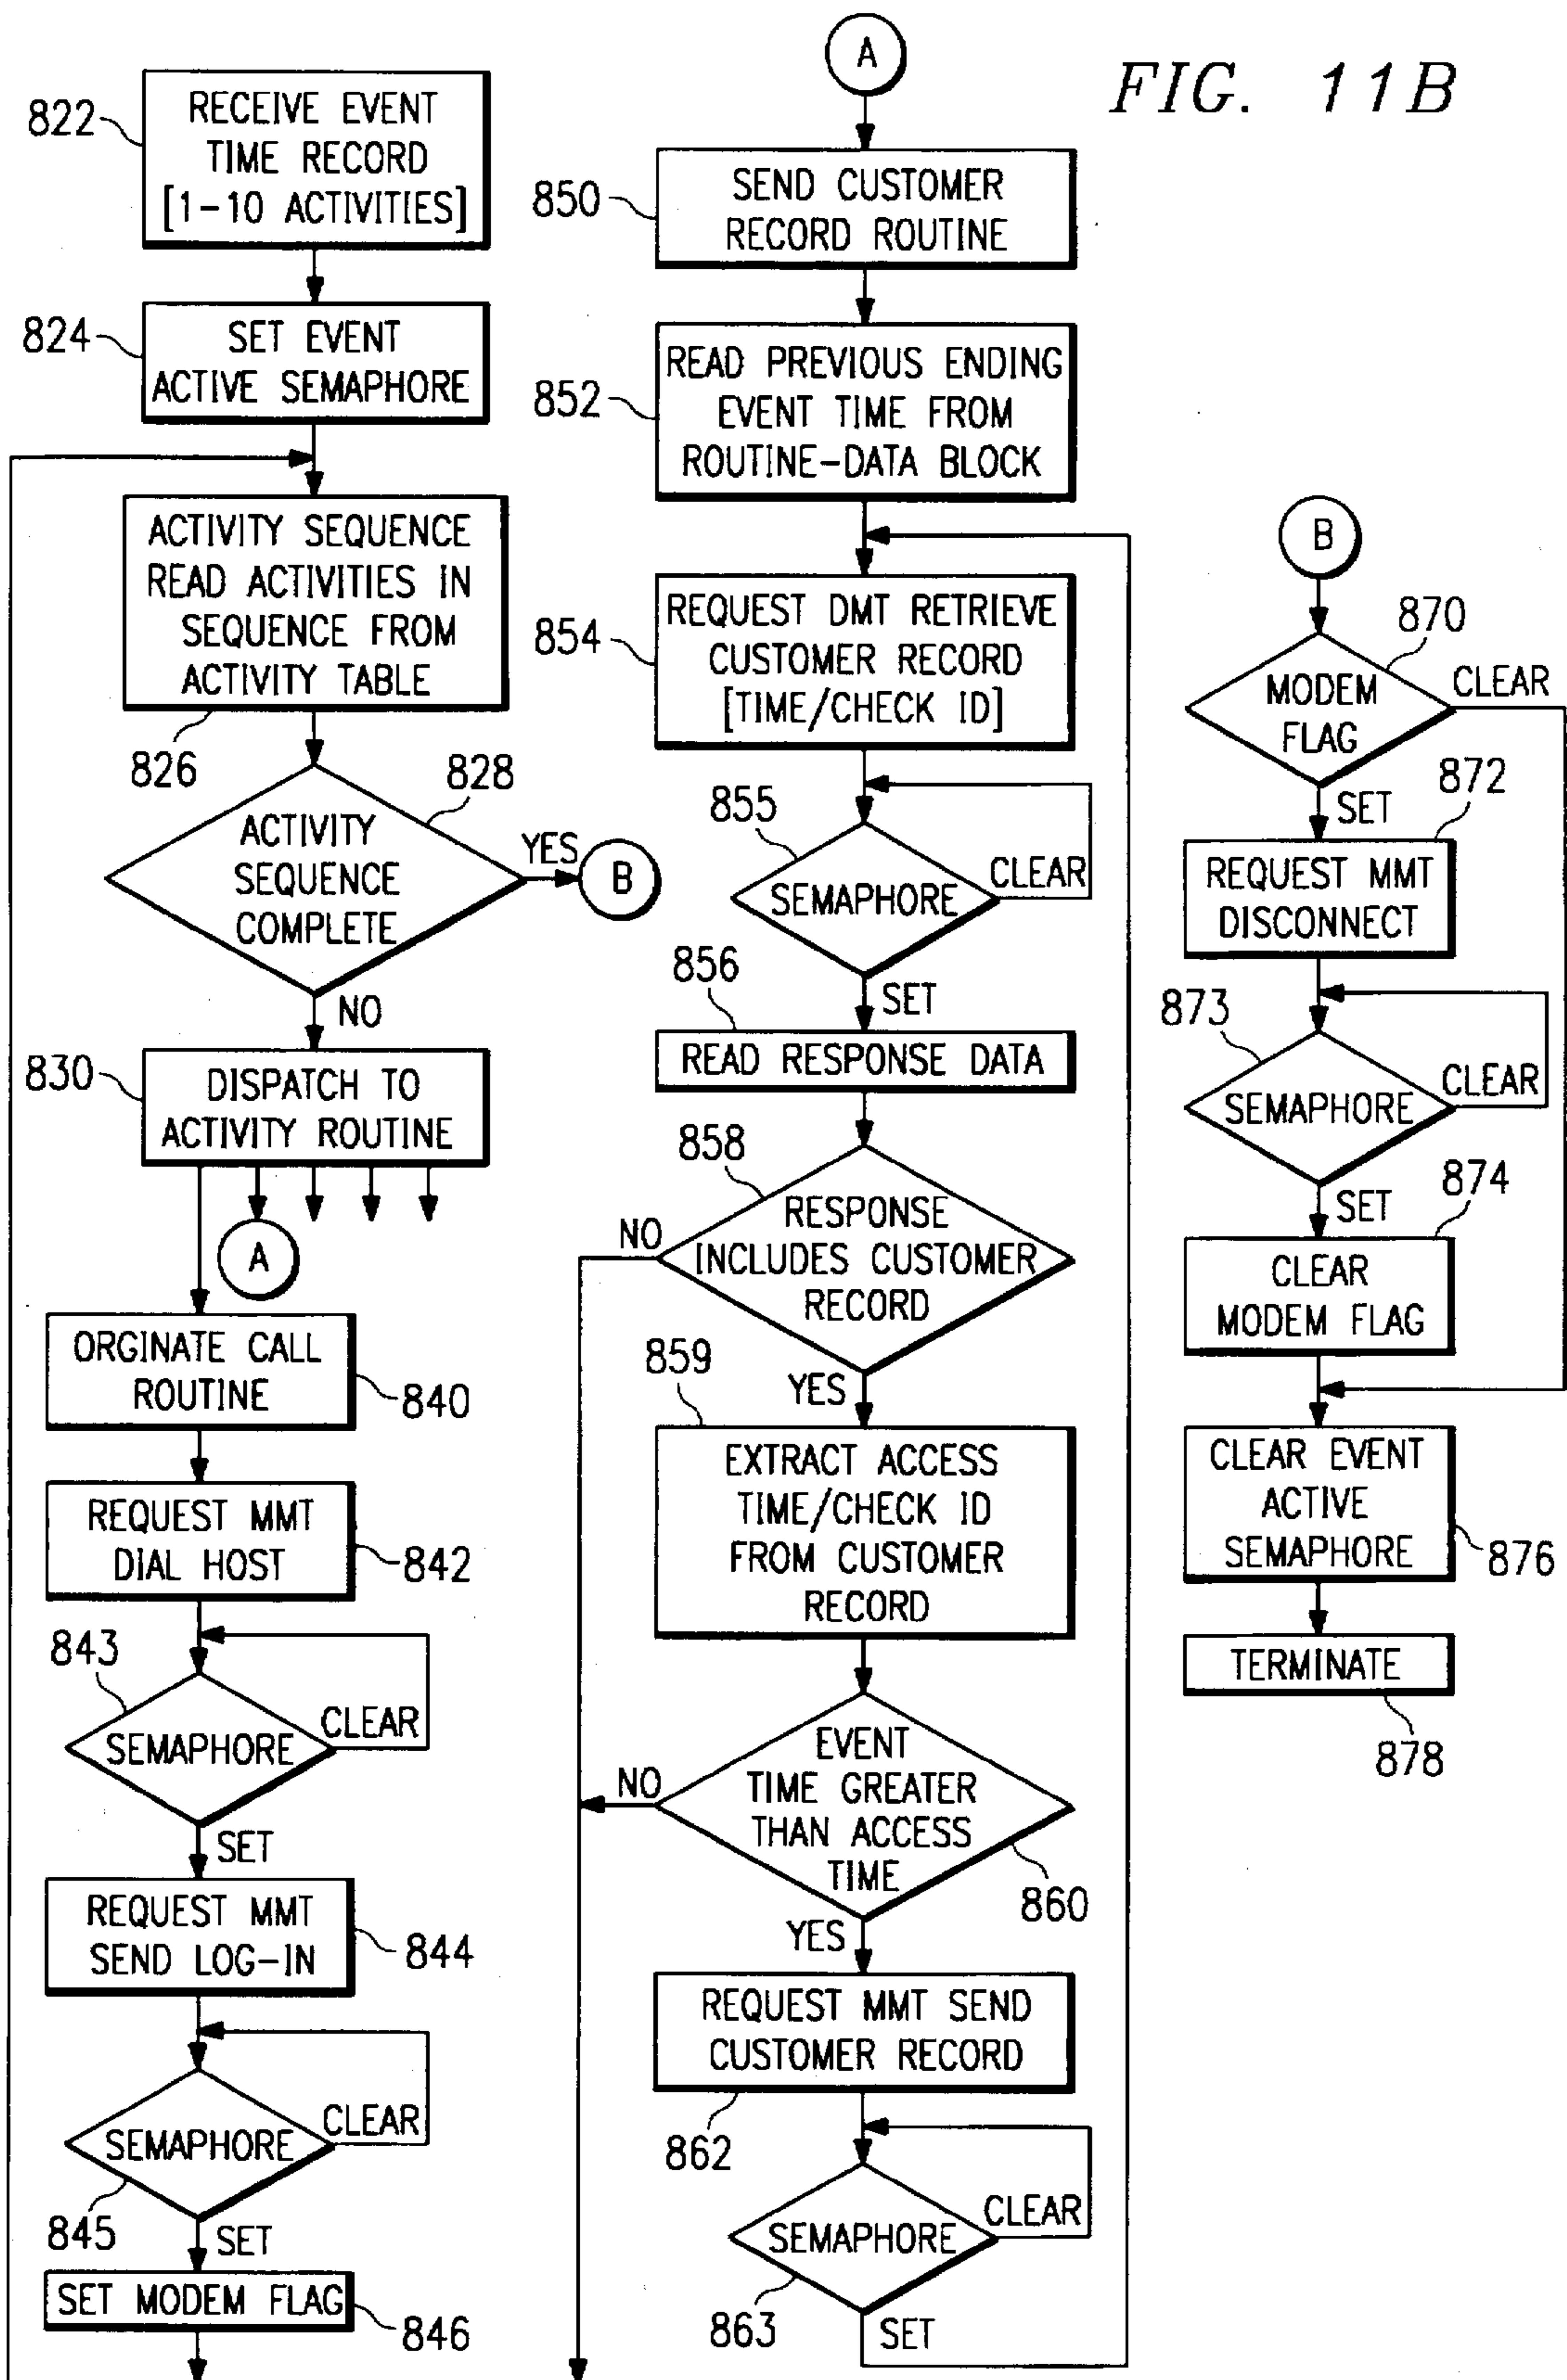 FIG. 11B
822
RECEIVE EVENT
TIME RECORD
[1-10 ACTIVITIES]
824
SET EVENT
ACTIVE SEMAPHORE
ACTIVITY SEQUENCE
READ ACTIVITIES IN
SEQUENCE FROM
ACTIVITY TABLE
826
828
ACTIVITY
SEQUENCE
COMPLETE
YES
B
NO
830
DISPATCH TO
ACTIVITY ROUTINE
A
ORGINATE CALL
ROUTINE
840
REQUEST MMT
DIAL HOST
842
843
SEMAPHORE
CLEAR
SET
REQUEST MMT
SEND LOG-IN
844
SEMAPHORE
CLEAR
845
SET
SET MODEM FLAG
846
A
850
SEND CUSTOMER
RECORD ROUTINE
852
READ PREVIOUS ENDING
EVENT TIME FROM
ROUTINE-DATA BLOCK
854
REQUEST DMT RETRIEVE
CUSTOMER RECORD
[TIME/CHECK ID]
855
SEMAPHORE
CLEAR
856
SET
READ RESPONSE DATA
858
RESPONSE
INCLUDES CUSTOMER
RECORD
NO
859
YES
EXTRACT ACCESS
TIME/CHECK ID
FROM CUSTOMER
RECORD
EVENT
TIME GREATER
THAN ACCESS
TIME
NO
860
YES
REQUEST MMT SEND
CUSTOMER RECORD
862
SEMAPHORE
CLEAR
863
SET
B
870
MODEM
FLAG
CLEAR
SET
872
REQUEST MMT
DISCONNECT
873
SEMAPHORE
CLEAR
SET
874
CLEAR
MODEM FLAG
CLEAR EVENT
ACTIVE
SEMAPHORE
876
TERMINATE
878